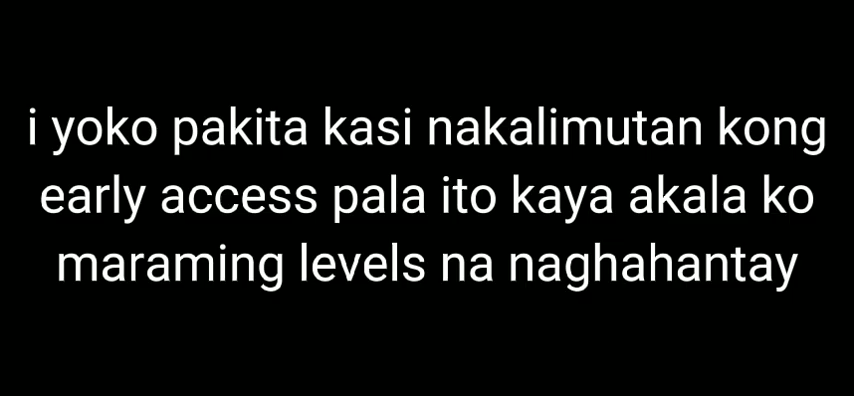 i yoko pakita kasi nakalimutan kong
early access pala ito kaya akala ko
maraming levels na naghahantay